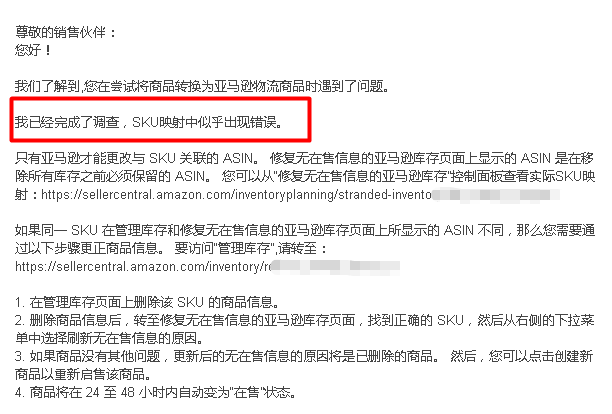 尊敬的销售伙伴：
您好！
我们了解到,您在尝试将商品转换为亚马逊物流商品时遇到了问题。
我已经完成了调查，SKU映射中似乎出现错误。
只有亚马逊才能更改与 SKU 关联的 ASIN。 修复无在售信息的亚马逊库存页面上显示的 ASIN 是在移
除所有库存之前必须保留的 ASIN。 您可以从"修复无在售信息的亚马逊库存"控制面板查看实际SKU映
射：https://sellercentral.amazon.com/inventoryplanning/stranded-invento
如果同一 SKU 在管理库存和修复无在售信息的亚马逊库存页面上所显示的 ASIN 不同，那么您需要通
过以下步骤更正商品信息。 要访问"管理库存",请转至：
https://sellercentral.amazon.com/inventory/r
1. 在管理库存页面上删除该 SKU 的商品信息。
2. 删除商品信息后，转至修复无在售信息的亚马逊库存页面，找到正确的 SKU，然后从右侧的下拉菜
单中选择刷新无在售信息的原因。
3. 如果商品没有其他问题，更新后的无在售信息的原因将是已删除的商品。 然后，您可以点击创建新
商品以重新启售该商品。
4. 商品将在 24 至 48 小时内自动变为"在售"状态。